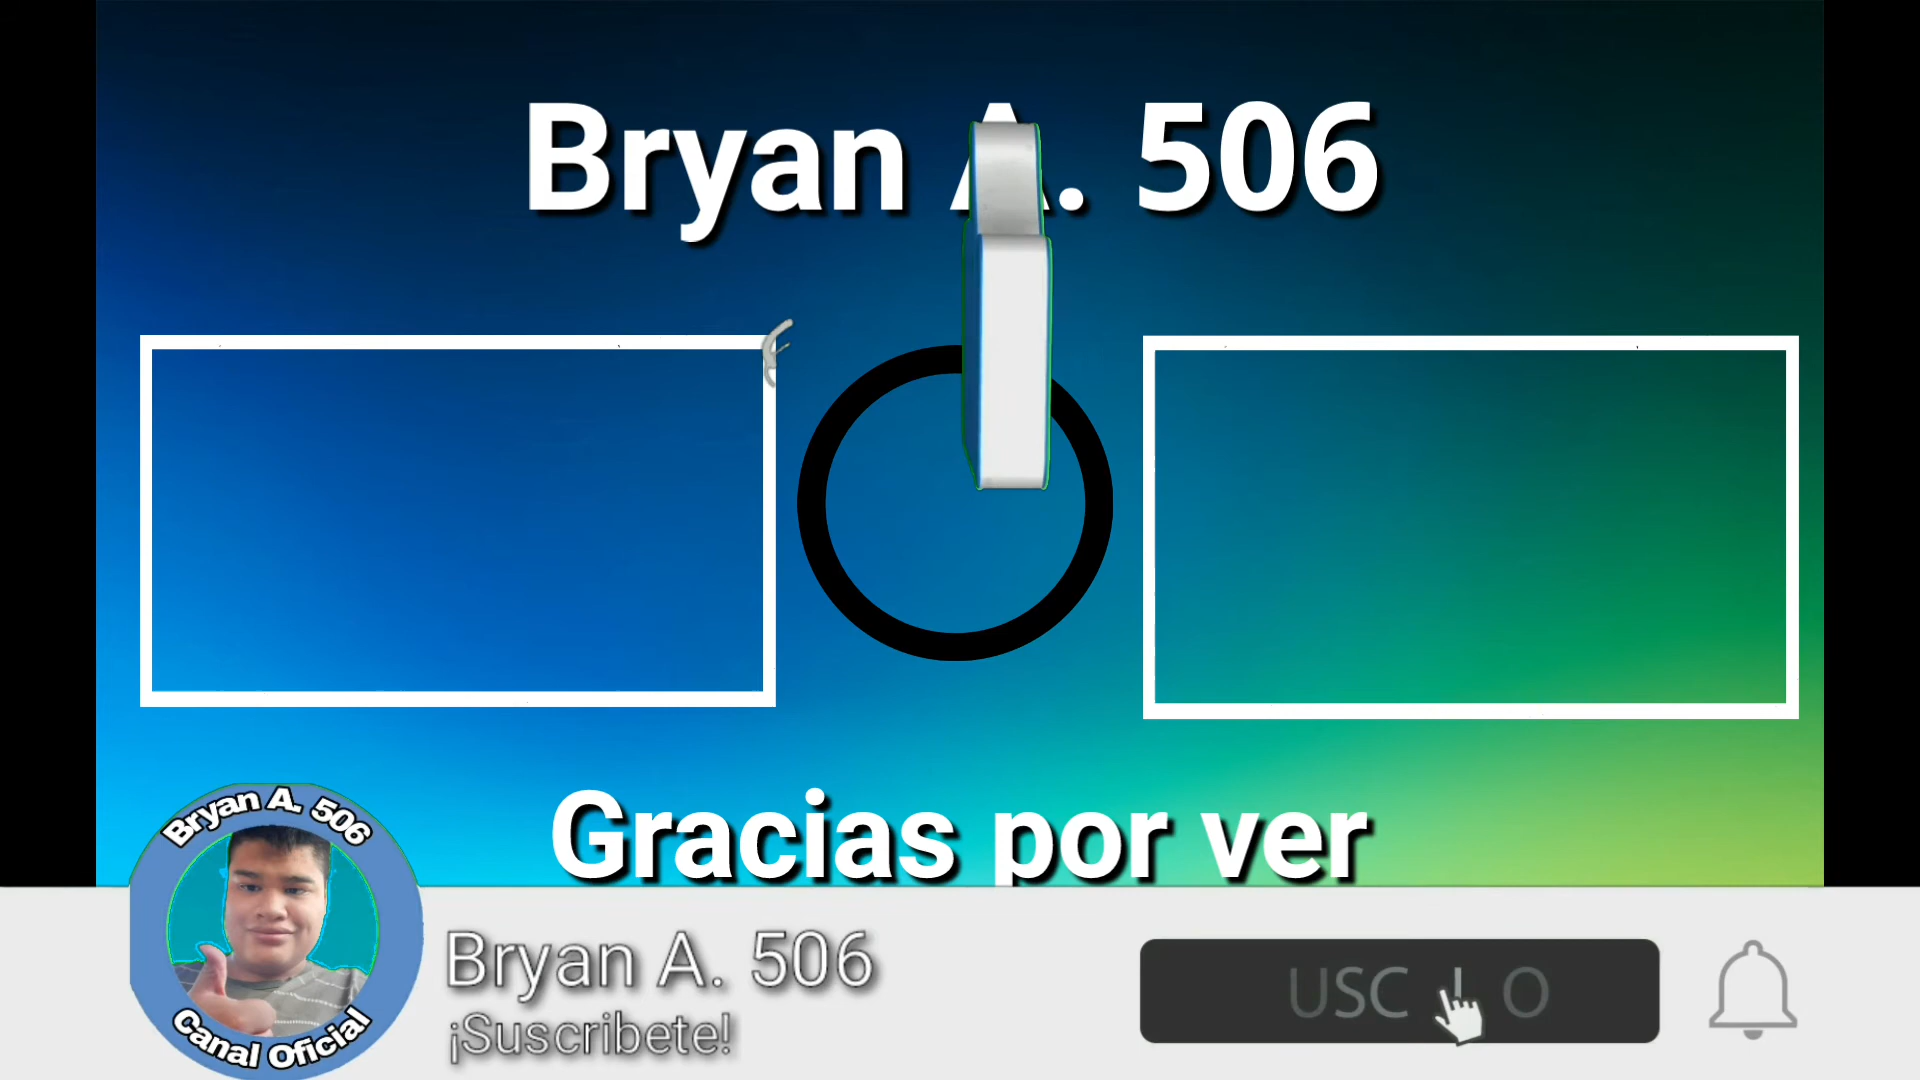 Bryan A. 506
Gracias por ver
Bryan A. 506
Canal Oficial
Bryan A. 506
¡Suscribete!